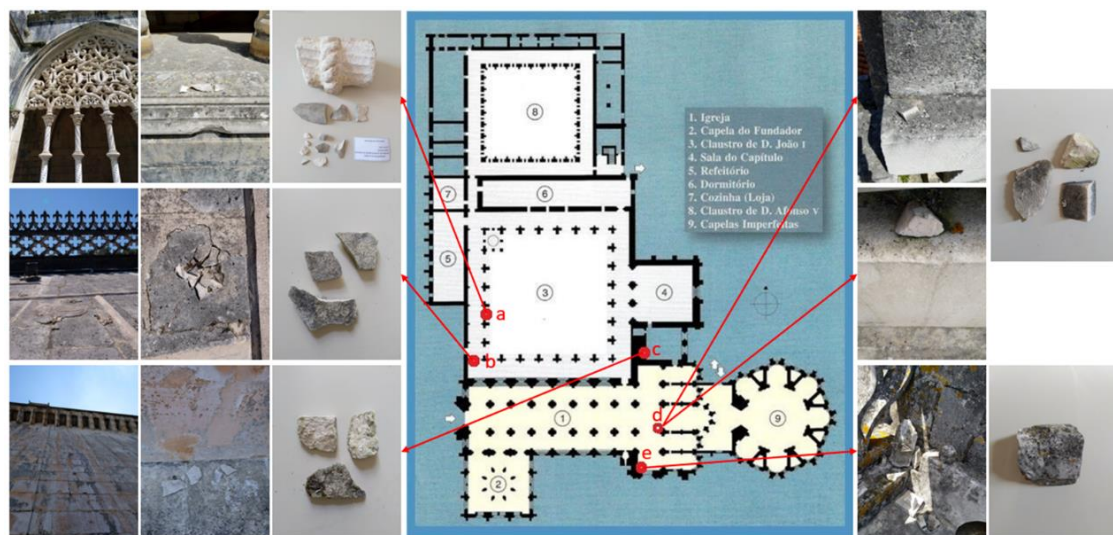 1. Igreja
2. Capela do Fundador
3. Claustro de D. João I
4. Sala do Capítulo
5. Refeitório
6. Dormitório
7. Cozinha (Loja)
8. Claustro de D. Afonso V
9. Capelas Imperfeitas
8
7
6
5
3
4
a
b
c
d
1
9
e
2